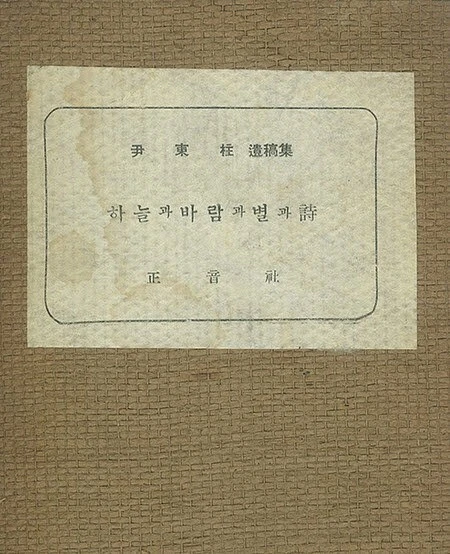 尹東柱 遺稿集
하늘과 바람과 별과 詩
正音社